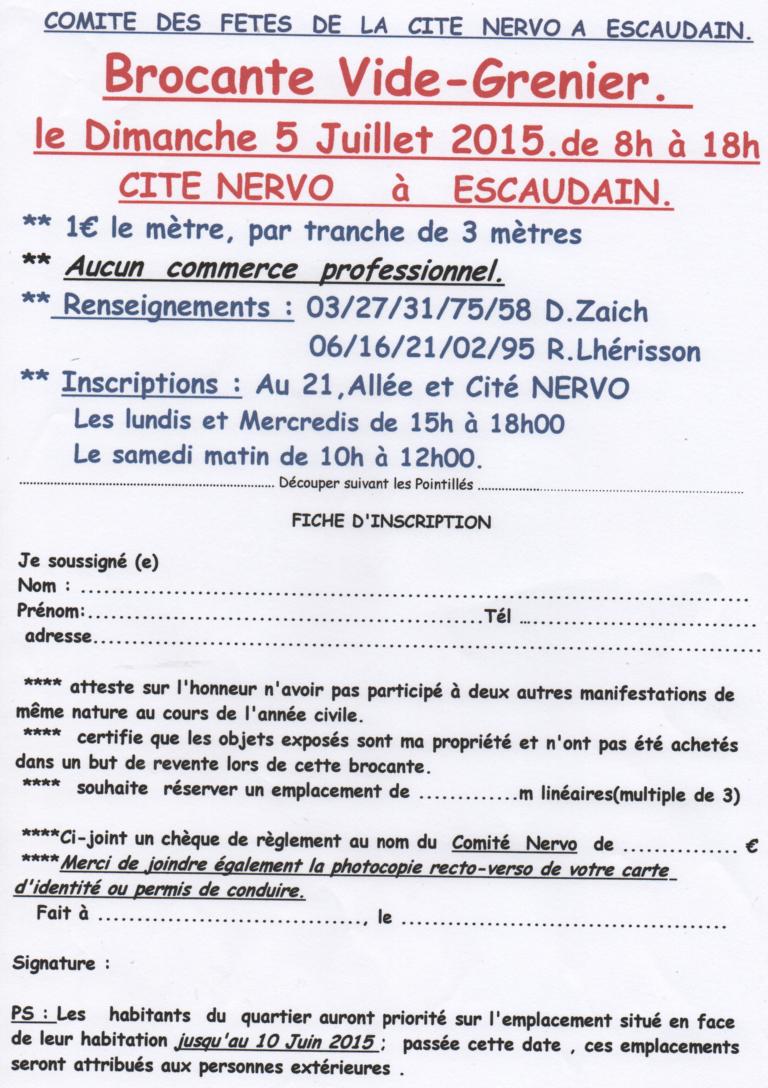 COMITE DES FETES DE LA CITE NERVO A ESCAUDAIN.
Brocante Vide-Grenier.
le Dimanche 5 Juillet 2015.de 8h à 18h
CITE NERVO à ESCAUDAIN.
** 1€ le mètre, par tranche de 3 mètres
** Aucun commerce professionnel.
** Renseignements : 03/27/31/75/58 D.Zaich
06/16/21/02/95 R.Lhérisson
** Inscriptions : Au 21,Allée et Cité NERVO
Les lundis et Mercredis de 15h à 18h00
Le samedi matin de 10h à 12h00.
.................................................................. Découper suivant les Pointillés ..................................................................
FICHE D'INSCRIPTION
Je soussigné (e)
Nom : ....................................................................................
Prénom:..................................................Tél ...............................
adresse....................................................................................
**** atteste sur l'honneur n'avoir pas participé à deux autres manifestations de
même nature au cours de l'année civile.
**** certifie que les objets exposés sont ma propriété et n'ont pas été achetés
dans un but de revente lors de cette brocante.
**** souhaite réserver un emplacement de .............m linéaires(multiple de 3)
****Ci-joint un chèque de règlement au nom du Comité Nervo de ............... €
****Merci de joindre également la photocopie recto-verso de votre carte
d'identité ou permis de conduire.
Fait à .................................., le ..........................................
Signature :
PS : Les habitants du quartier auront priorité sur l'emplacement situé en face
de leur habitation jusqu'au 10 Juin 2015 ; passée cette date , ces emplacements
seront attribués aux personnes extérieures .